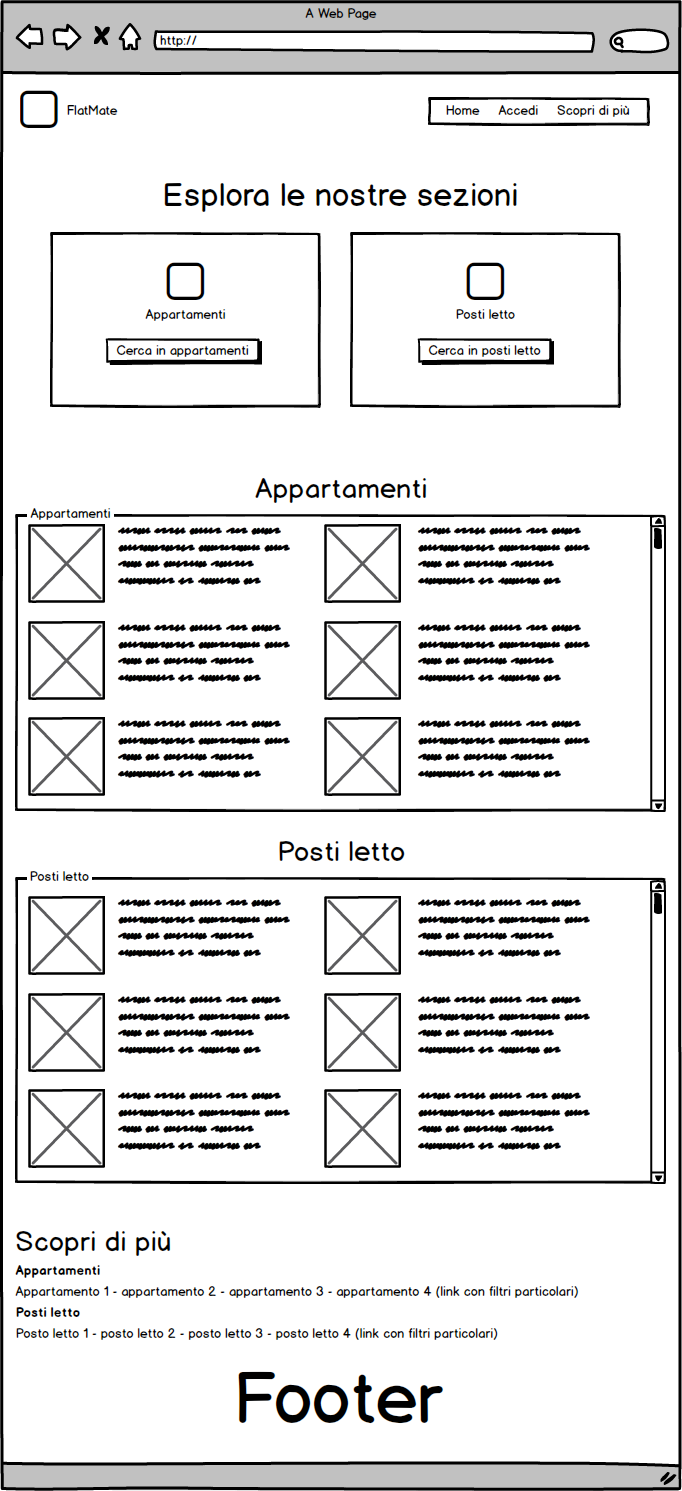 A Web Page
http://
FlatMate
Home Accedi Scopri di più
Esplora le nostre sezioni
Appartamenti
Cerca in appartamenti
Posti letto
Cerca in posti letto
Appartamenti
Appartamenti
Posti letto
Posti letto
Scopri di più
Appartamenti
Appartamento 1 - appartamento 2 - appartamento 3 - appartamento 4 (link con filtri particolari)
Posti letto
Posto letto 1 - posto letto 2 - posto letto 3 - posto letto 4 (link con filtri particolari)
Footer